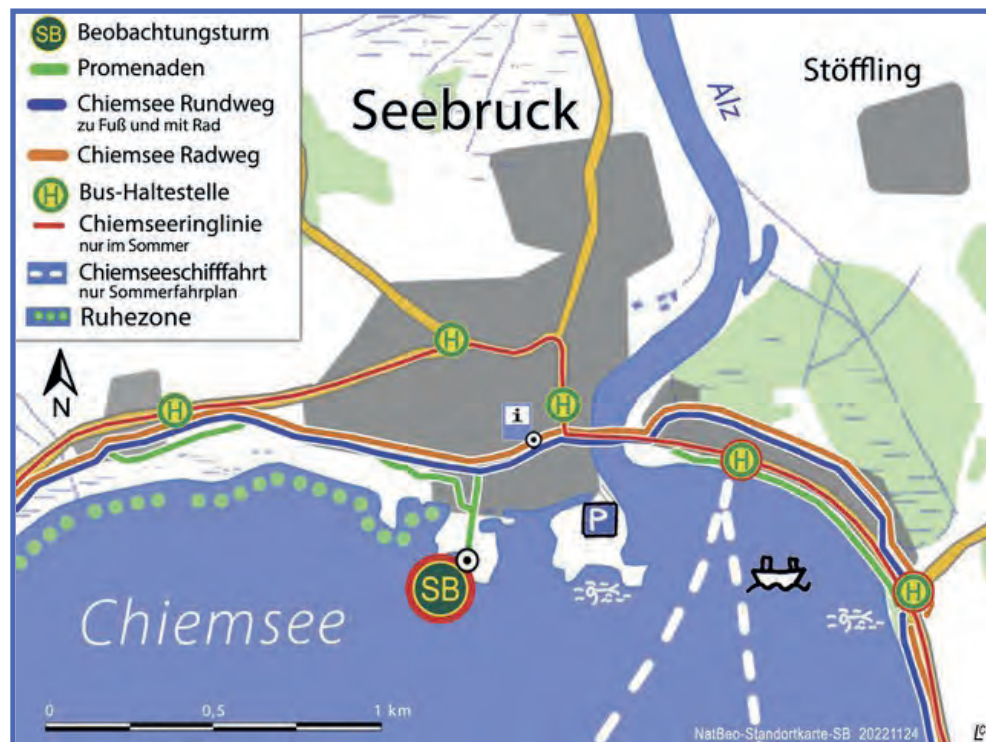 SB Beobachtungsturm
Promenaden
Chiemsee Rundweg
zu Fuß und mit Rad
Chiemsee Radweg
H Bus-Haltestelle
Chiemseeringlinie
nur im Sommer
Chiemseeschifffahrt
nur Sommerfahrplan
Ruhezone
Seebruck
Stöffling
Alz
N
H
H
H
i
H
P
H
SB
Chiemsee
0 0,5 1 km
NatBeo-Standortkarte-SB 20221124